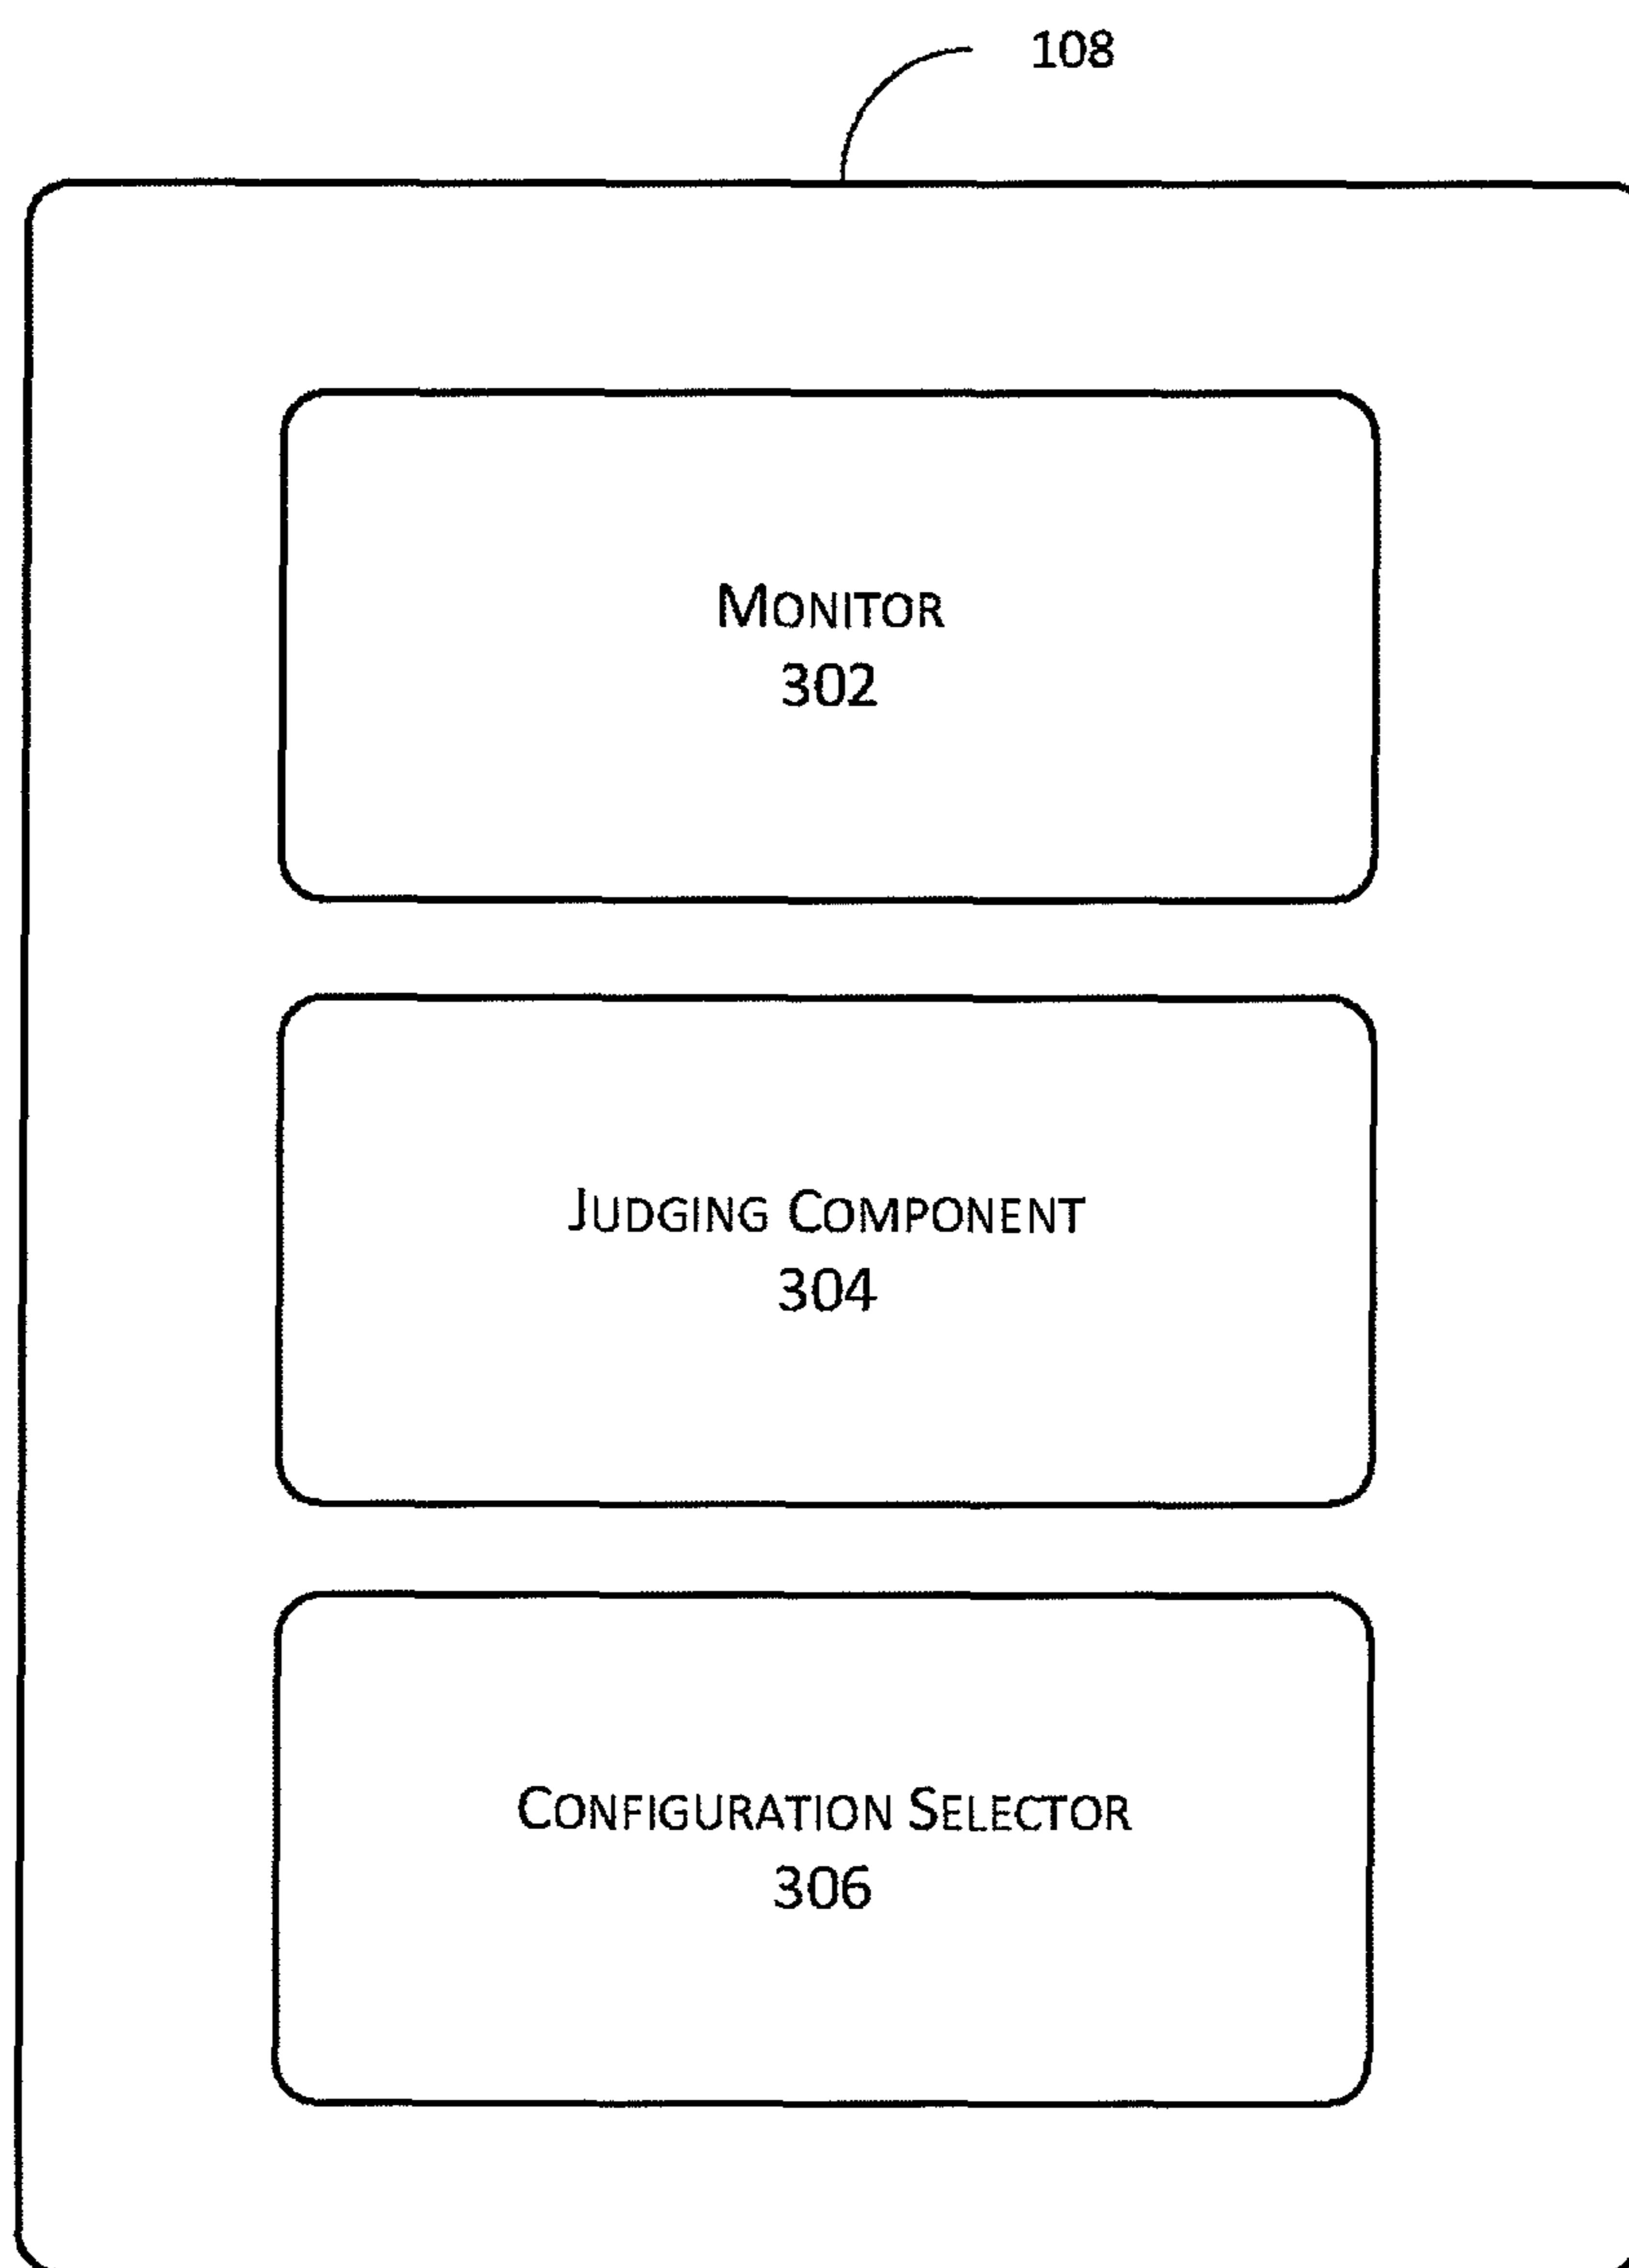 108
MONITOR
302
JUDGING COMPONENT
304
CONFIGURATION SELECTOR
306